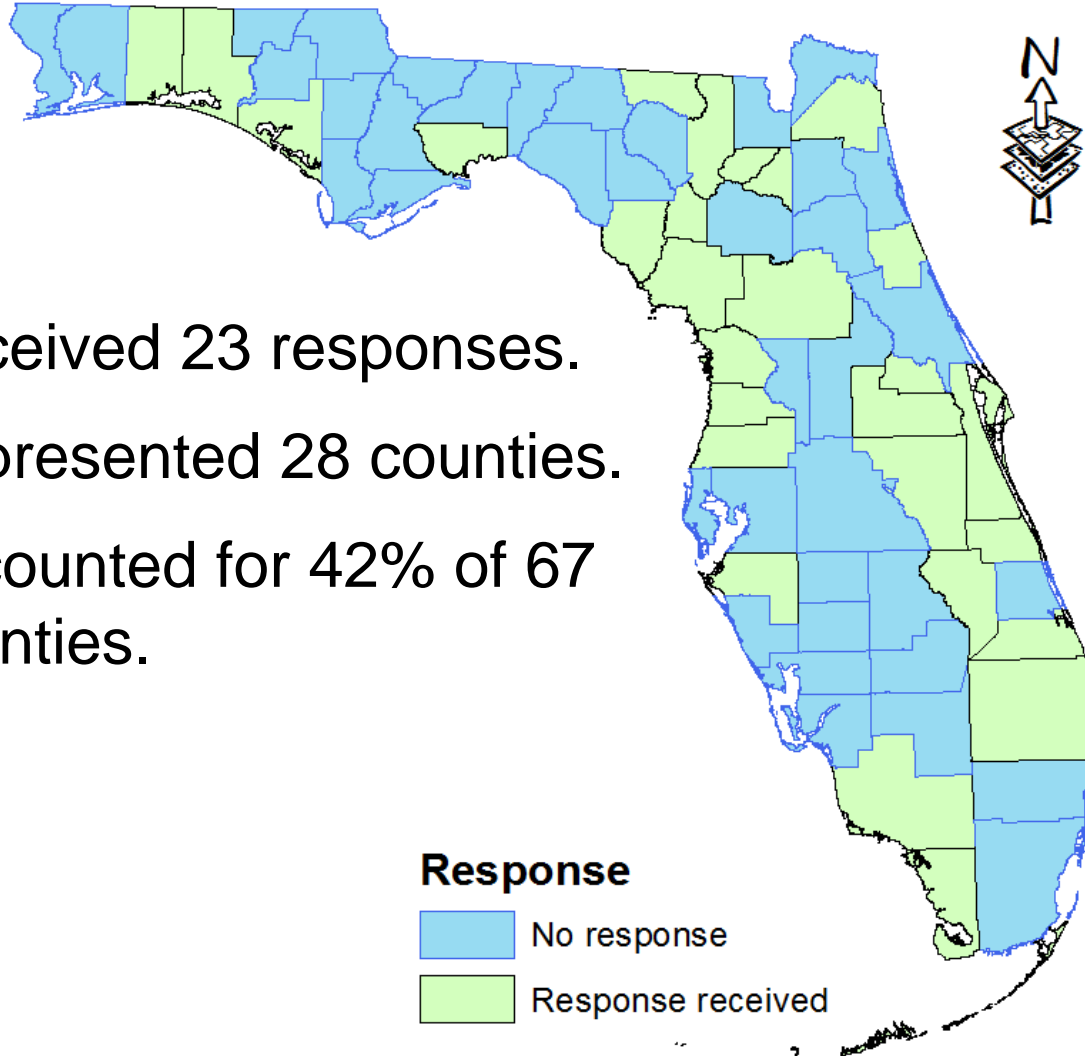 N
ceived 23 responses.
presented 28 counties.
counted for 42% of 67
nties.
Response
No response
Response received